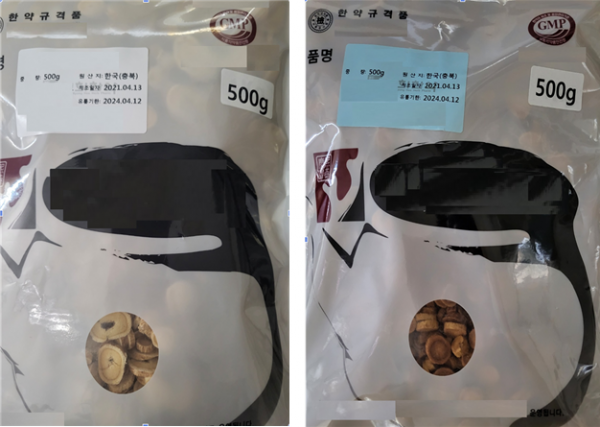 한약규격품
GMP
품명
중 량: 500g
원 산 지: 한국(충북)
제조일자: 2021.04.13
유통기한: 2024.04.12
500g
한약규격품
GMP
품명
중 량: 500g
원 산 지: 한국(충북)
제조일자: 2021.04.13
유통기한: 2024.04.12
500g